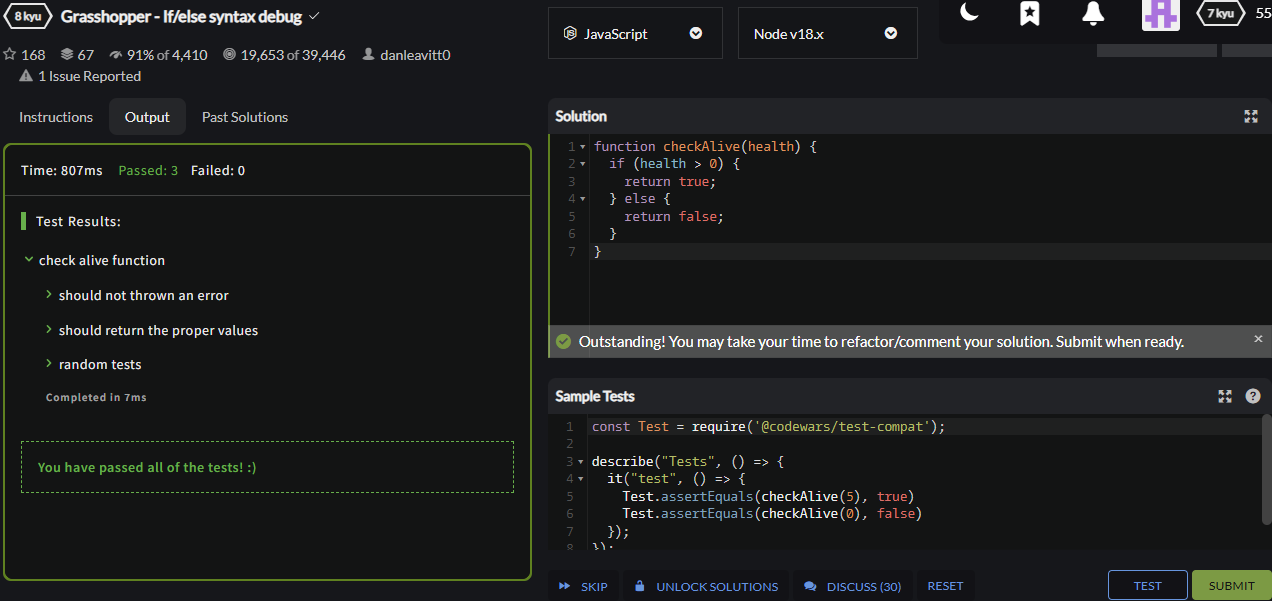 8 kyu Grasshopper - If/else syntax debug
168 67 91% of 4,410 19,653 of 39,446 danleavitt0
1 Issue Reported
Instructions Output Past Solutions
Time: 807ms Passed: 3 Failed: 0
Test Results:
check alive function
should not thrown an error
should return the proper values
random tests
Completed in 7ms
You have passed all of the tests! :)
JavaScript
Node v18.x
7 kyu 55
Solution
1 function checkAlive(health) {
2 if (health > 0) {
3 return true;
4 } else {
5 return false;
6 }
7 }
Outstanding! You may take your time to refactor/comment your solution. Submit when ready.
Sample Tests
1 const Test = require('@codewars/test-compat');
2
3 describe("Tests", () => {
4 it("test", () => {
5 Test.assertEquals(checkAlive(5), true)
6 Test.assertEquals(checkAlive(0), false)
7 });
8 });
SKIP UNLOCK SOLUTIONS DISCUSS (30) RESET TEST SUBMIT